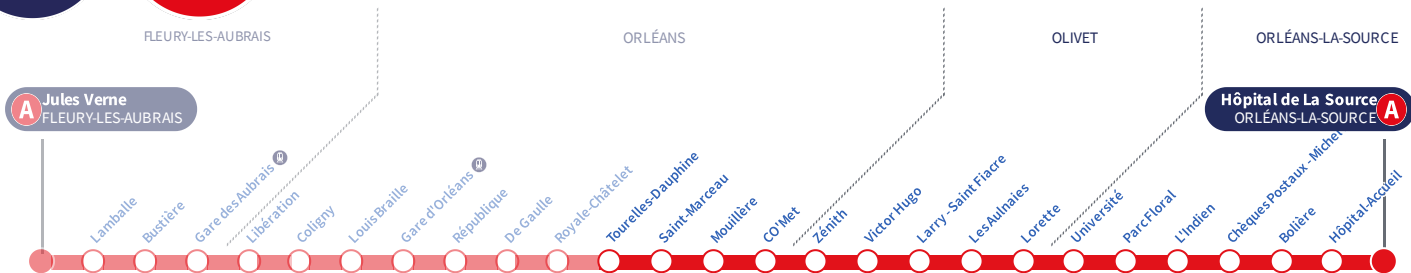 FLEURY-LES-AUBRAIS
ORLÉANS
OLIVET
ORLÉANS-LA-SOURCE
A
Jules Verne
FLEURY-LES-AUBRAIS
Hôpital de La Source
ORLÉANS-LA-SOURCE
A
Lamballe
Bustière
Gare des Aubrais
Libération
Coligny
Louis Braille
Gare d'Orléans
République
De Gaulle
Royale-Châtelet
Tourelles-Dauphine
Saint-Marceau
Mouillère
CO'Met
Zénith
Victor Hugo
Larry - Saint Fiacre
Les Aulnaies
Lorette
Université
Parc Floral
L'Indien
Chèques Postaux - Michel
Bolière
Hôpital-Accueil